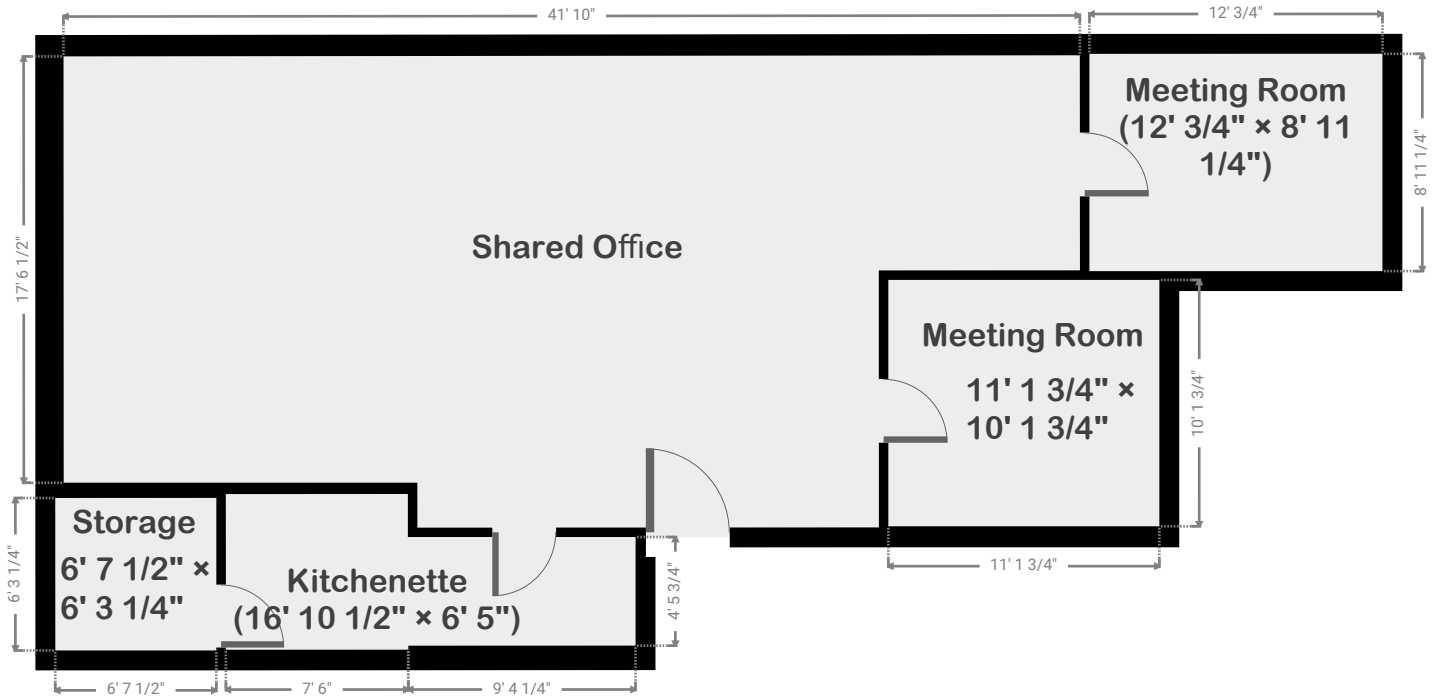 41' 10"
12' 3/4"
Meeting Room
(12' 3/4" × 8' 11
1/4")
8' 11 1/4"
17' 6 1/2"
Shared Office
Meeting Room
11' 1 3/4" ×
10' 1 3/4"
10' 1 3/4"
Storage
6' 7 1/2" ×
6' 3 1/4"
6' 3 1/4"
Kitchenette
(16' 10 1/2" × 6' 5")
4' 5 3/4"
11' 1 3/4"
6' 7 1/2"
7' 6"
9' 4 1/4"